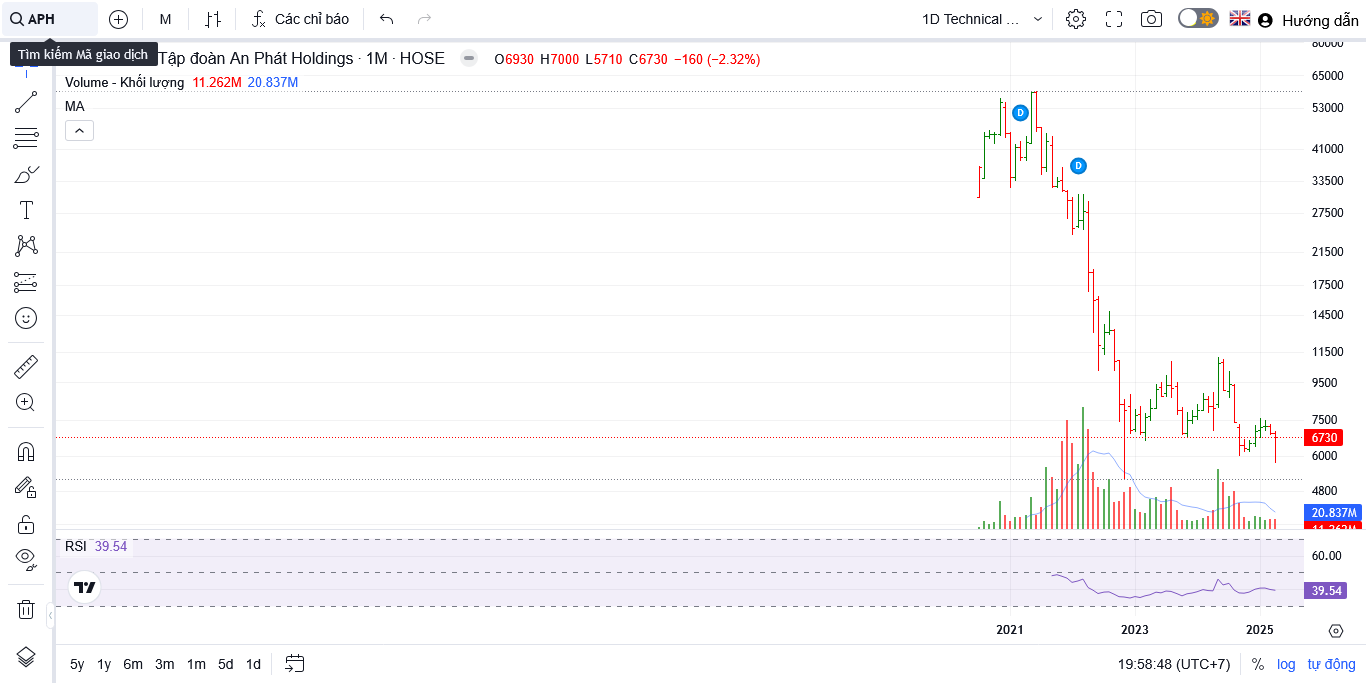 APH
M
Các chỉ báo
1D Technical ...
Hướng dẫn
Tìm kiếm Mã giao dịch
Tập đoàn An Phát Holdings · 1M · HOSE
O6930 H7000 L5710 C6730 −160 (−2.32%)
Volume - Khối lượng 11.262M 20.837M
MA
D
D
80000
65000
53000
41000
33500
27500
21500
17500
14500
11500
9500
7500
6730
6000
4800
20.837M
11.262M
RSI 39.54
60.00
39.54
2021
2023
2025
5y 1y 6m 3m 1m 5d 1d
19:58:48 (UTC+7)
% log tự động